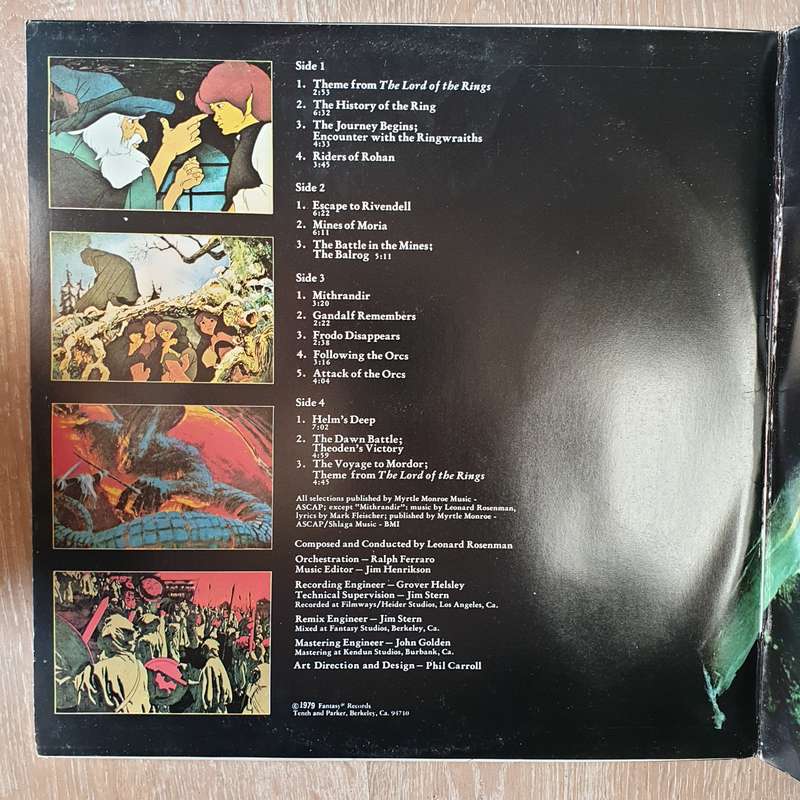 Side 1
1. Theme from The Lord of the Rings
2:53
2. The History of the Ring
6:32
3. The Journey Begins;
Encounter with the Ringwraiths
4:33
4. Riders of Rohan
3:45
Side 2
1. Escape to Rivendell
6:22
2. Mines of Moria
6:11
3. The Battle in the Mines;
The Balrog 5:11
Side 3
1. Mithrandir
3:20
2. Gandalf Remembers
2:22
3. Frodo Disappears
2:38
4. Following the Orcs
3:16
5. Attack of the Orcs
4:04
Side 4
1. Helm's Deep
7:02
2. The Dawn Battle;
Theoden's Victory
4:59
3. The Voyage to Mordor;
Theme from The Lord of the Rings
4:45
All selections published by Myrtle Monroe Music -
ASCAP; except "Mithrandir": music by Leonard Rosenman,
lyrics by Mark Fleischer; published by Myrtle Monroe -
ASCAP/Shlaga Music - BMI
Composed and Conducted by Leonard Rosenman
Orchestration — Ralph Ferraro
Music Editor — Jim Henrikson
Recording Engineer — Grover Helsley
Technical Supervision — Jim Stern
Recorded at Filmways/Heider Studios, Los Angeles, Ca.
Remix Engineer — Jim Stern
Mixed at Fantasy Studios, Berkeley, Ca.
Mastering Engineer — John Golden
Mastering at Kendun Studios, Burbank, Ca.
Art Direction and Design — Phil Carroll
©1979 Fantasy® Records
Tenth and Parker, Berkeley, Ca. 94710